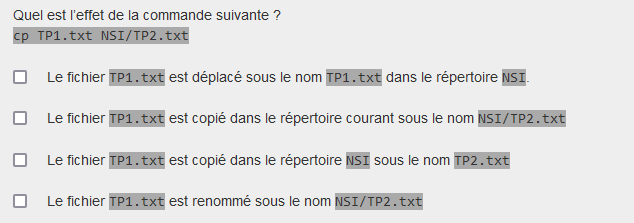 Quel est l’effet de la commande suivante ?
cp TP1.txt NSI/TP2.txt
Le fichier TP1.txt est déplacé sous le nom TP1.txt dans le répertoire NSI.
Le fichier TP1.txt est copié dans le répertoire courant sous le nom NSI/TP2.txt
Le fichier TP1.txt est copié dans le répertoire NSI sous le nom TP2.txt
Le fichier TP1.txt est renommé sous le nom NSI/TP2.txt